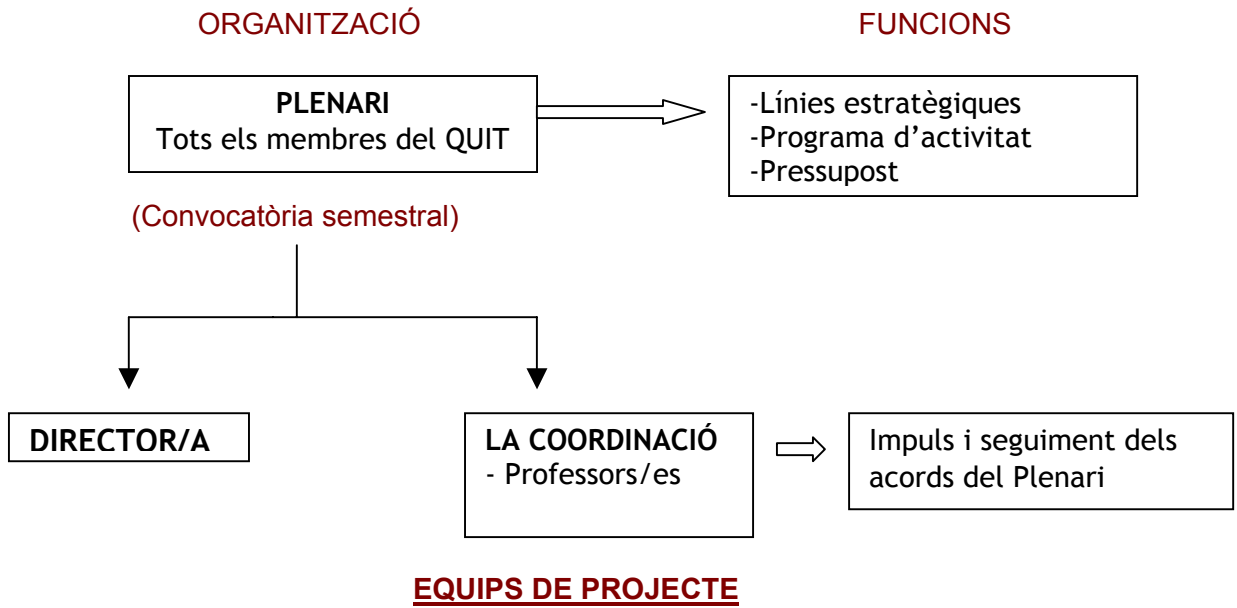 ORGANITZACIÓ
FUNCIONS
PLENARI
Tots els membres del QUIT
-Línies estratègiques
-Programa d’activitat
-Pressupost
(Convocatòria semestral)
DIRECTOR/A
LA COORDINACIÓ
- Professors/es
Impuls i seguiment dels
acords del Plenari
EQUIPS DE PROJECTE